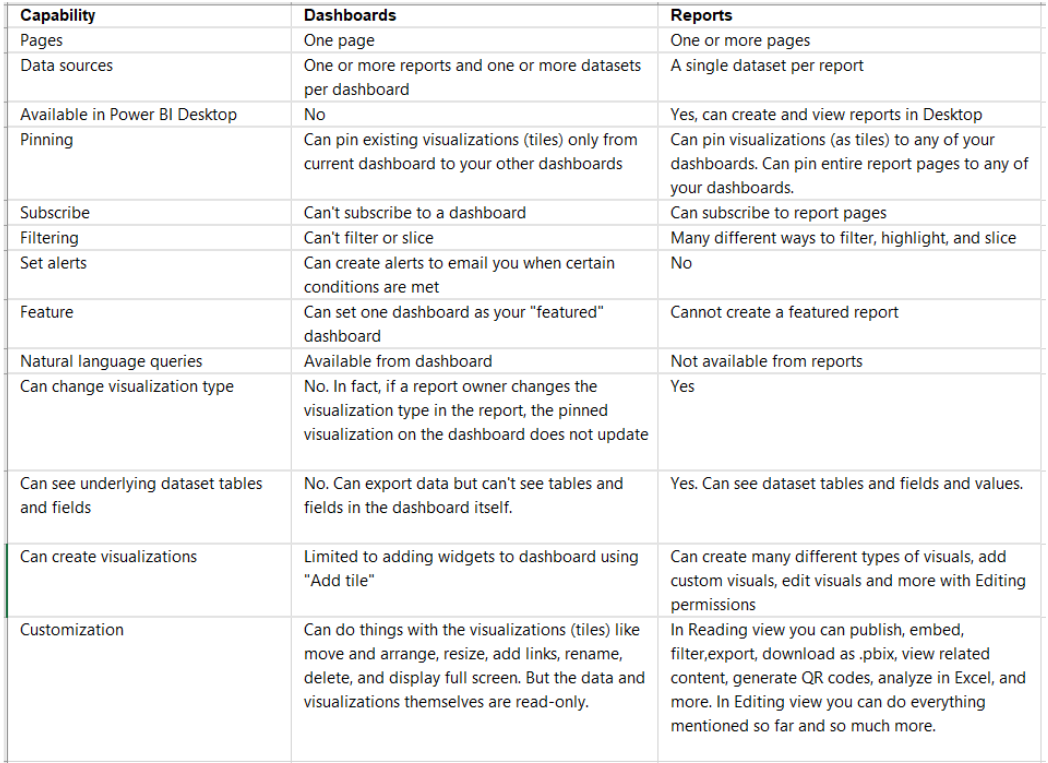 Capability Dashboards Reports
Pages One page One or more pages
Data sources One or more reports and one or more datasets A single dataset per report
per dashboard
Available in Power BI Desktop No Yes, can create and view reports in Desktop
Pinning Can pin existing visualizations (tiles) only from Can pin visualizations (as tiles) to any of your
current dashboard to your other dashboards dashboards. Can pin entire report pages to any of
your dashboards.
Subscribe Can't subscribe to a dashboard Can subscribe to report pages
Filtering Can't filter or slice Many different ways to filter, highlight, and slice
Set alerts Can create alerts to email you when certain No
conditions are met
Feature Can set one dashboard as your "featured" Cannot create a featured report
dashboard
Natural language queries Available from dashboard Not available from reports
Can change visualization type No. In fact, if a report owner changes the Yes
visualization type in the report, the pinned
visualization on the dashboard does not update
Can see underlying dataset tables No. Can export data but can't see tables and Yes. Can see dataset tables and fields and values.
and fields fields in the dashboard itself.
Can create visualizations Limited to adding widgets to dashboard using Can create many different types of visuals, add
"Add tile" custom visuals, edit visuals and more with Editing
permissions
Customization Can do things with the visualizations (tiles) like In Reading view you can publish, embed,
move and arrange, resize, add links, rename, filter,export, download as .pbix, view related
delete, and display full screen. But the data and content, generate QR codes, analyze in Excel, and
visualizations themselves are read-only. more. In Editing view you can do everything
mentioned so far and so much more.